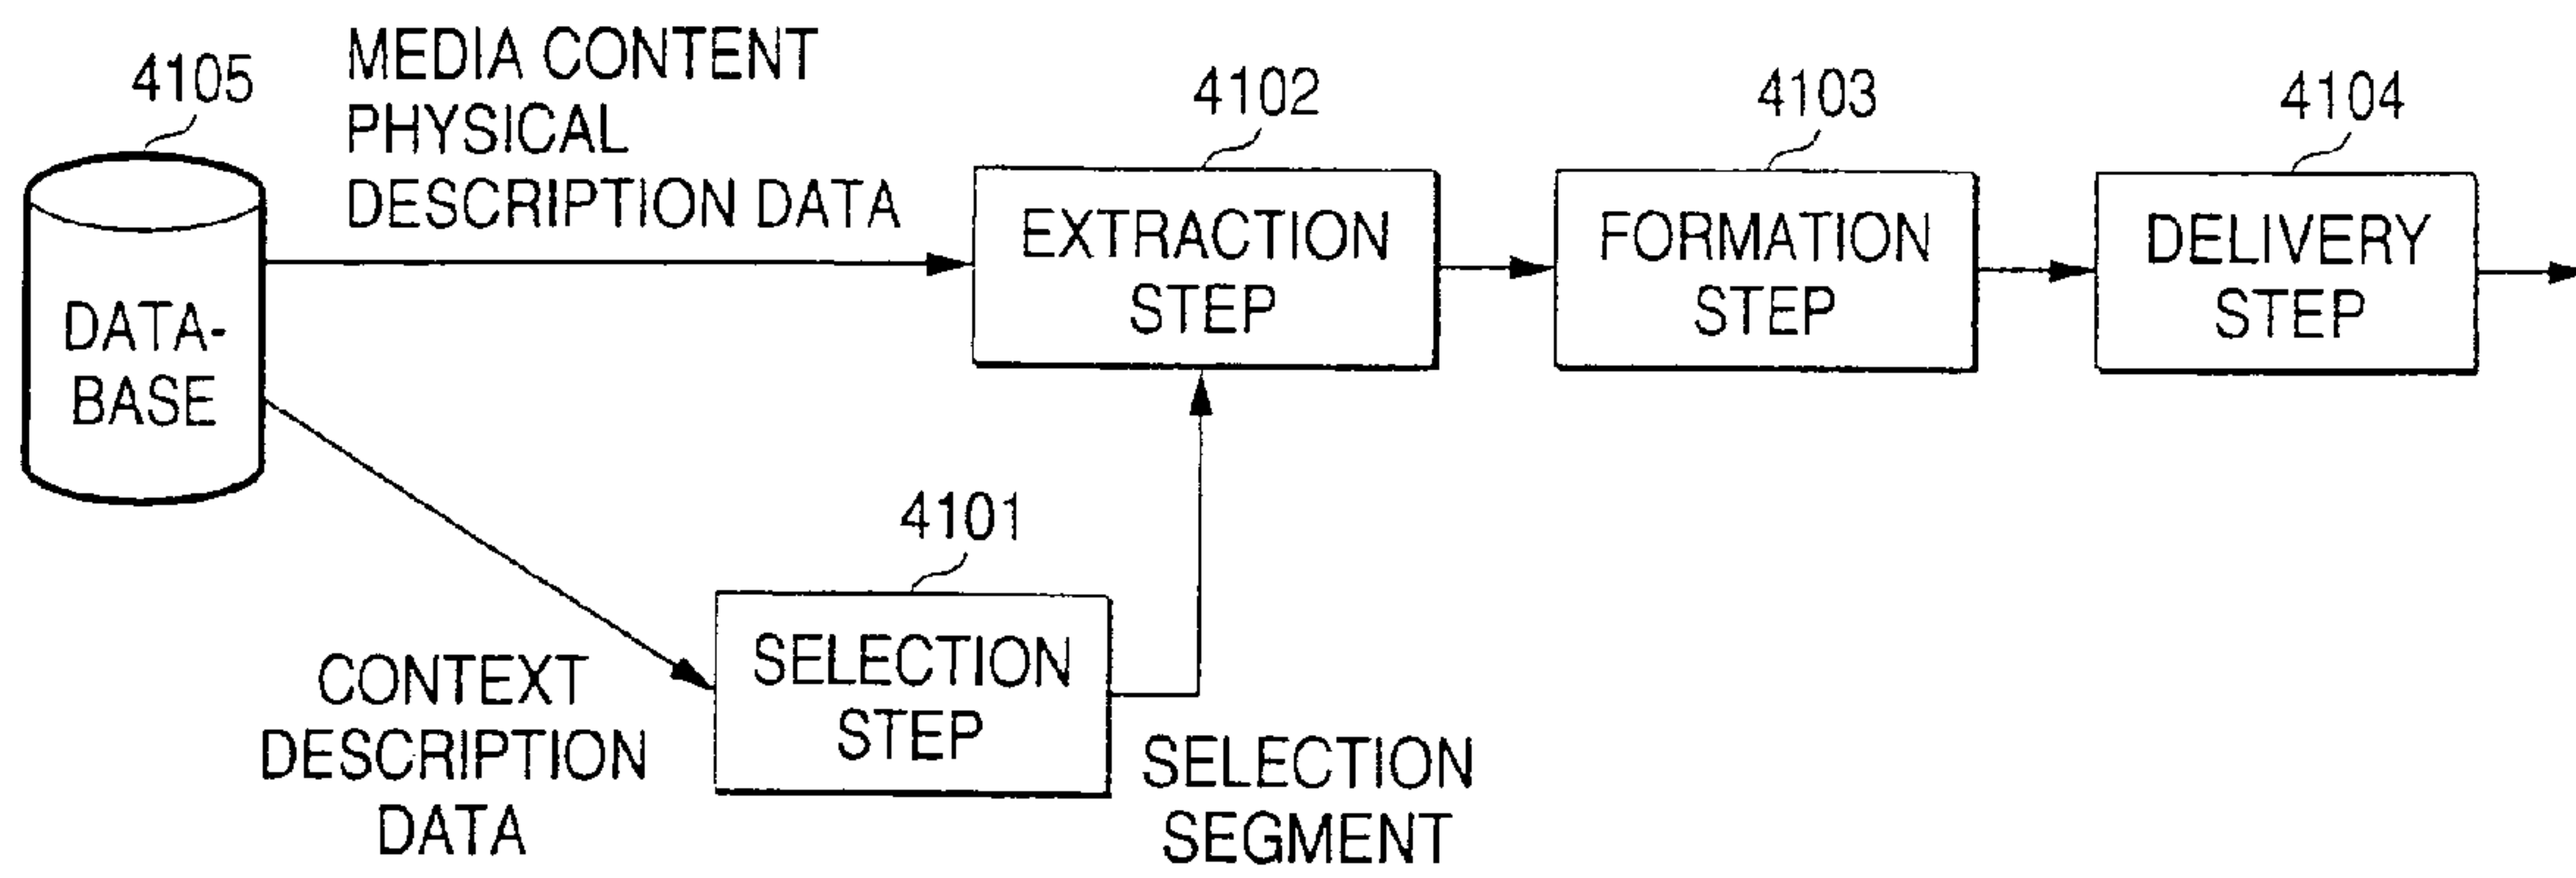 4105
MEDIA CONTENT
PHYSICAL
DESCRIPTION DATA
4102
4103
4104
DATA-
BASE
EXTRACTION
STEP
FORMATION
STEP
DELIVERY
STEP
4101
SELECTION
STEP
CONTEXT
DESCRIPTION
DATA
SELECTION
SEGMENT